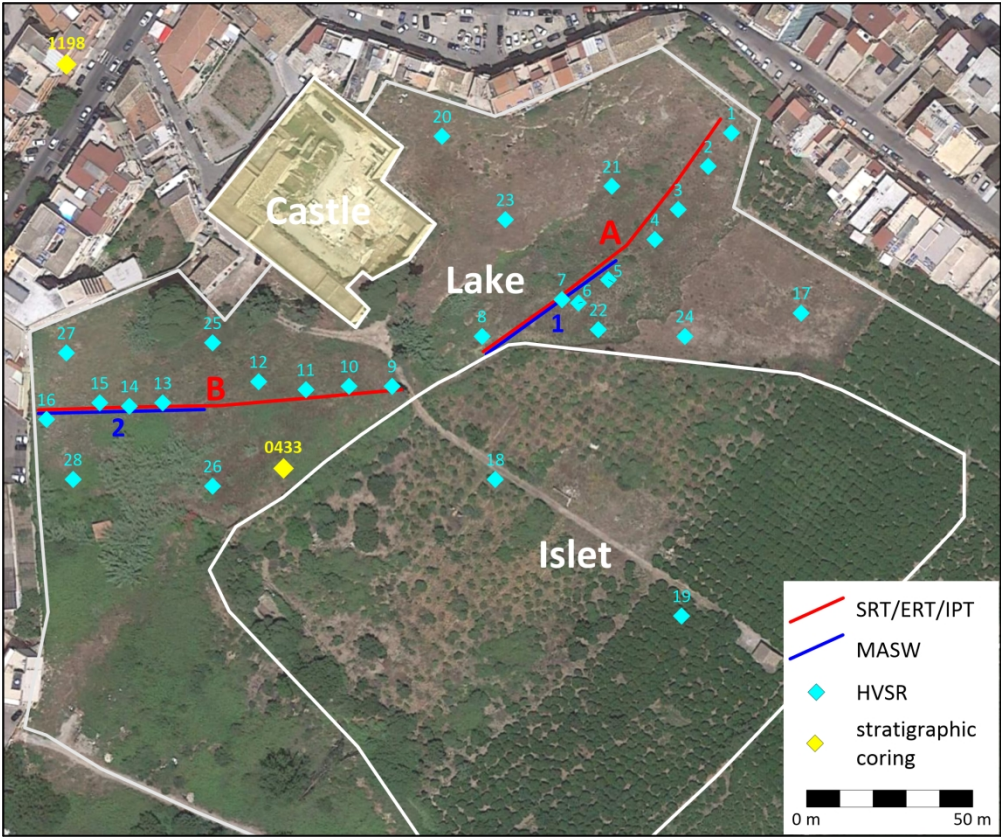 1198
20
1
2
21
3
23
Castle
A
4
Lake
5
7
6
17
8
1
22
24
25
27
12
11
10
9
15
14
13
B
16
2
0433
28
26
18
Islet
19
SRT/ERT/IPT
MASW
HVSR
stratigraphic
coring
0 m
50 m